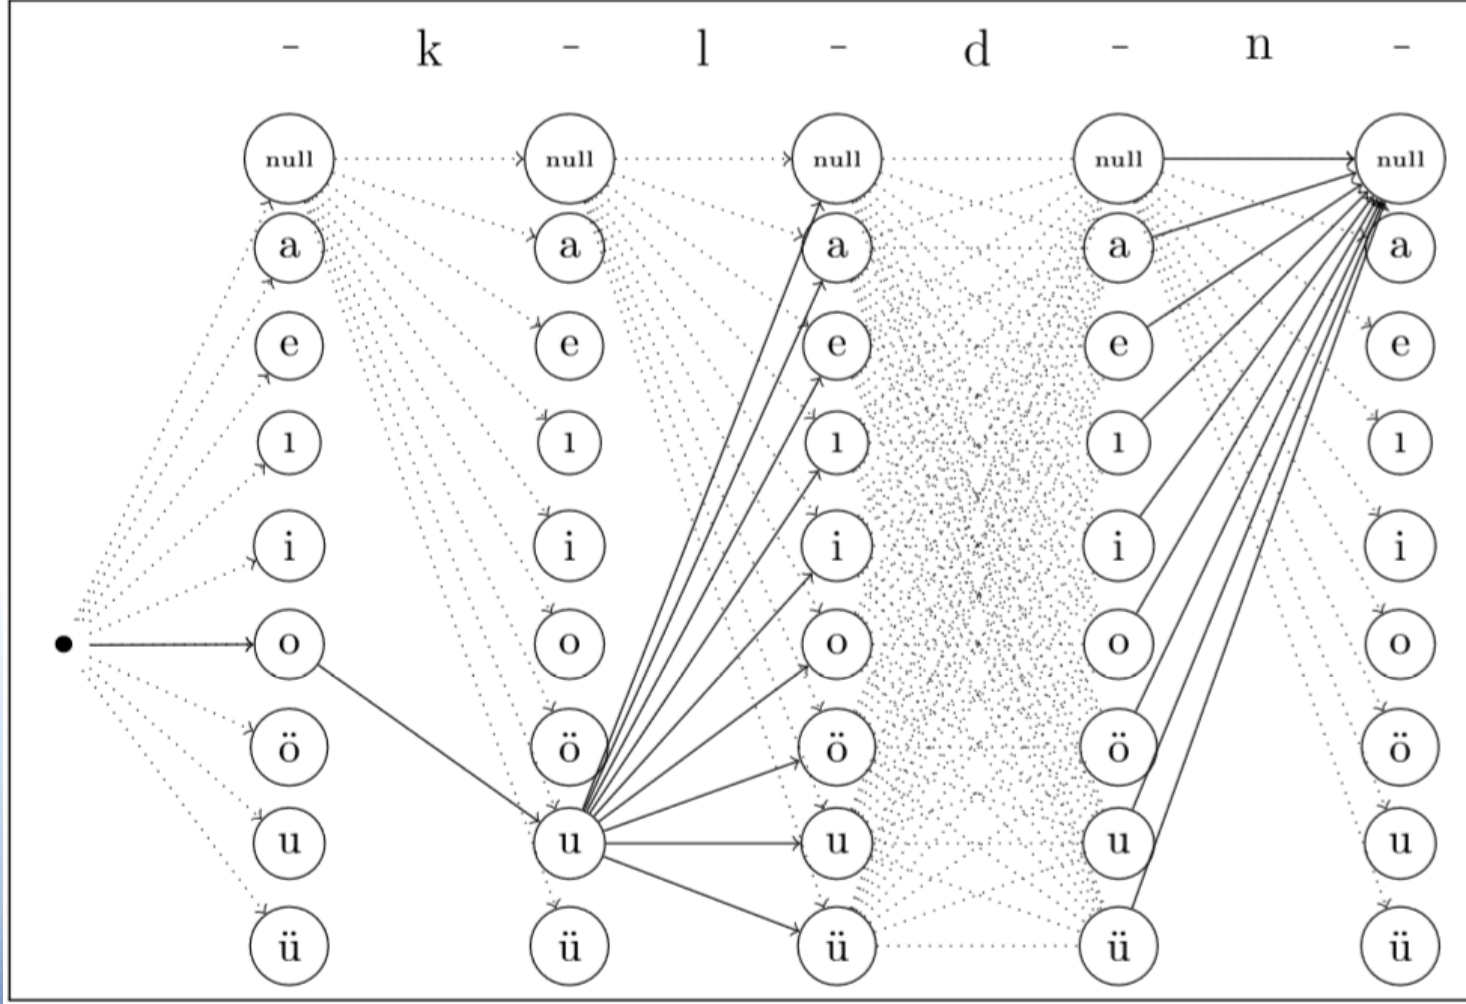 - k - l - d - n -
null null null null null
a a a a a
e e e e e
ı ı ı ı ı
i i i i i
o o o o o
ö ö ö ö ö
u u u u u
ü ü ü ü ü